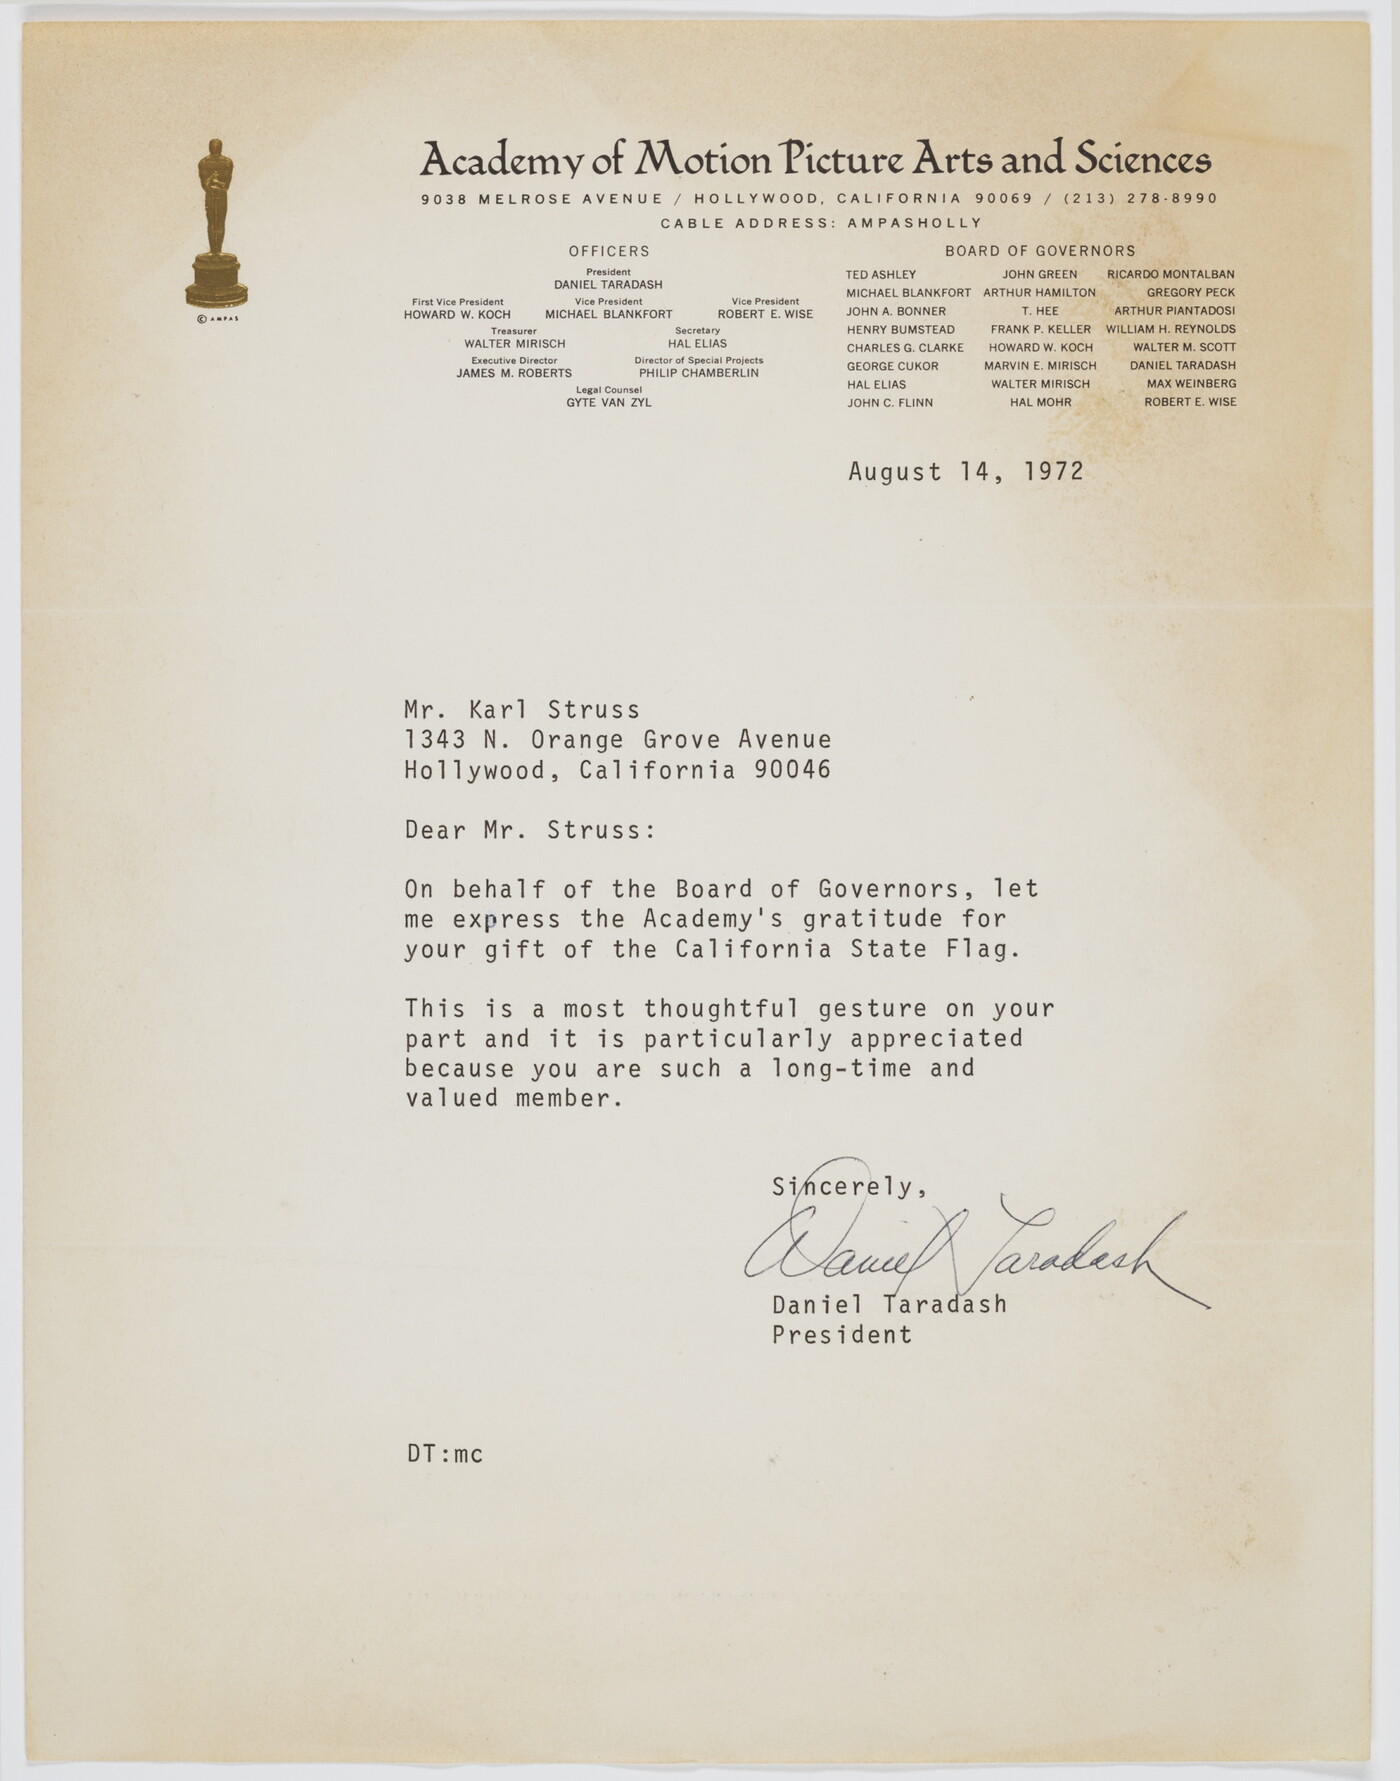 Academy of Motion Picture Arts and Sciences
9038 MELROSE AVENUE / HOLLYWOOD, CALIFORNIA 90069 / (213) 278-8990
CABLE ADDRESS: AMPASHOLLY
© AMPAS
OFFICERS
President
DANIEL TARADASH
First Vice President Vice President Vice President
HOWARD W. KOCH MICHAEL BLANKFORT ROBERT E. WISE
Treasurer Secretary
WALTER MIRISCH HAL ELIAS
Executive Director Director of Special Projects
JAMES M. ROBERTS PHILIP CHAMBERLIN
Legal Counsel
GYTE VAN ZYL
BOARD OF GOVERNORS
TED ASHLEY JOHN GREEN RICARDO MONTALBAN
MICHAEL BLANKFORT ARTHUR HAMILTON GREGORY PECK
JOHN A. BONNER T. HEE ARTHUR PIANTADOSI
HENRY BUMSTEAD FRANK P. KELLER WILLIAM H. REYNOLDS
CHARLES G. CLARKE HOWARD W. KOCH WALTER M. SCOTT
GEORGE CUKOR MARVIN E. MIRISCH DANIEL TARADASH
HAL ELIAS WALTER MIRISCH MAX WEINBERG
JOHN C. FLINN HAL MOHR ROBERT E. WISE
August 14, 1972
Mr. Karl Struss
1343 N. Orange Grove Avenue
Hollywood, California 90046
Dear Mr. Struss:
On behalf of the Board of Governors, let
me express the Academy's gratitude for
your gift of the California State Flag.
This is a most thoughtful gesture on your
part and it is particularly appreciated
because you are such a long-time and
valued member.
Sincerely,
Daniel Taradash
Daniel Taradash
President
DT:mc